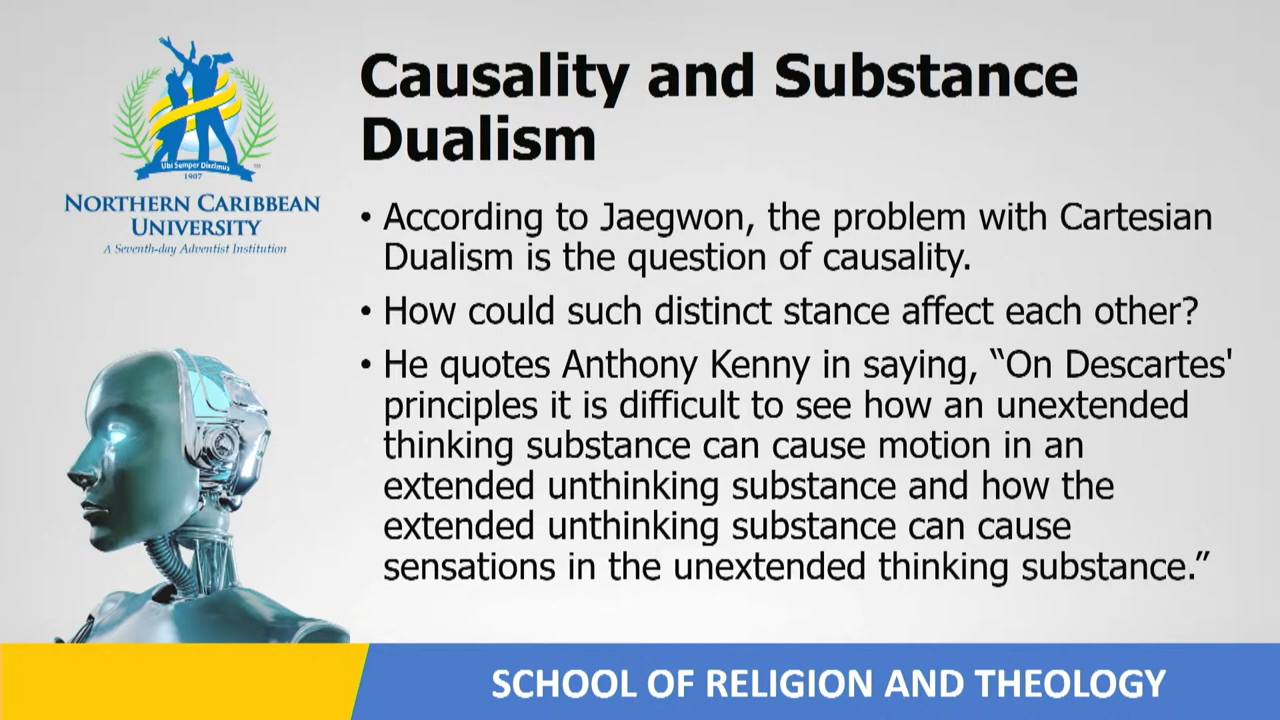 Ubi Semper Discimus
1907
NORTHERN CARIBBEAN
UNIVERSITY
A Seventh-day Adventist Institution
Causality and Substance
Dualism
• According to Jaegwon, the problem with Cartesian
Dualism is the question of causality.
• How could such distinct stance affect each other?
• He quotes Anthony Kenny in saying, “On Descartes'
principles it is difficult to see how an unextended
thinking substance can cause motion in an
extended unthinking substance and how the
extended unthinking substance can cause
sensations in the unextended thinking substance.”
SCHOOL OF RELIGION AND THEOLOGY